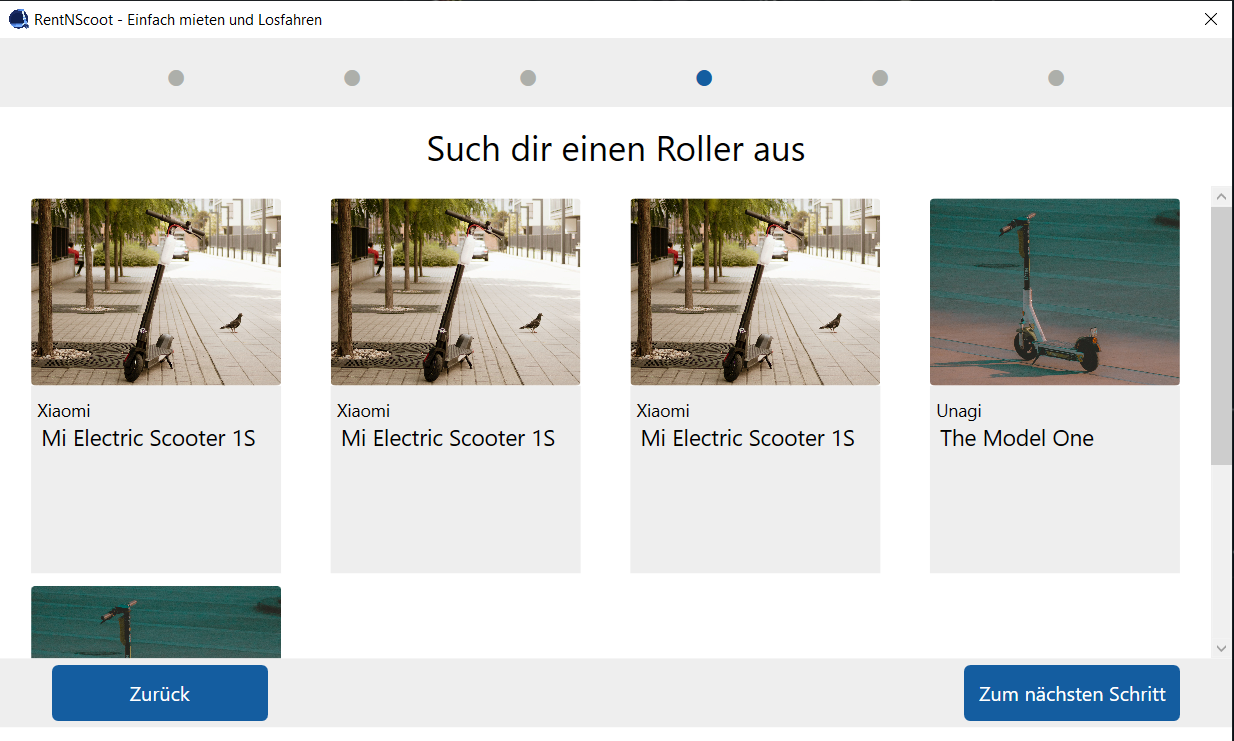 RentNScoot - Einfach mieten und Losfahren
Such dir einen Roller aus
Xiaomi
Mi Electric Scooter 1S
Xiaomi
Mi Electric Scooter 1S
Xiaomi
Mi Electric Scooter 1S
Unagi
The Model One
Zurück
Zum nächsten Schritt